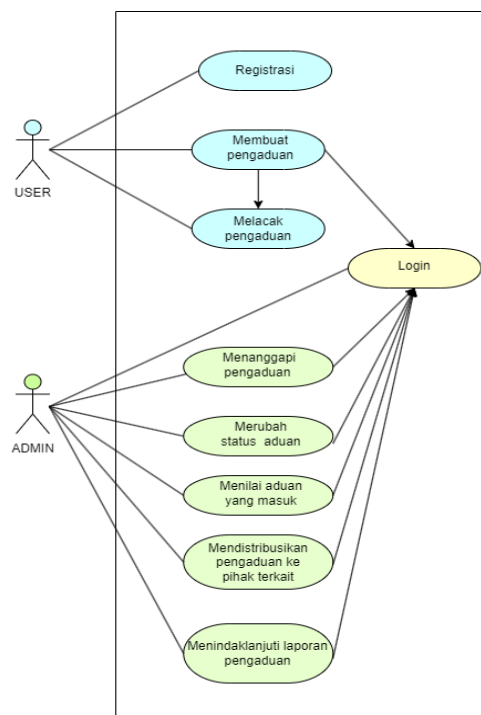 Registrasi
Membuat
pengaduan
USER
Melacak
pengaduan
Login
Menanggapi
pengaduan
ADMIN
Merubah
status aduan
Menilai aduan
yang masuk
Mendistribusikan
pengaduan ke
pihak terkait
Menindaklanjuti laporan
pengaduan